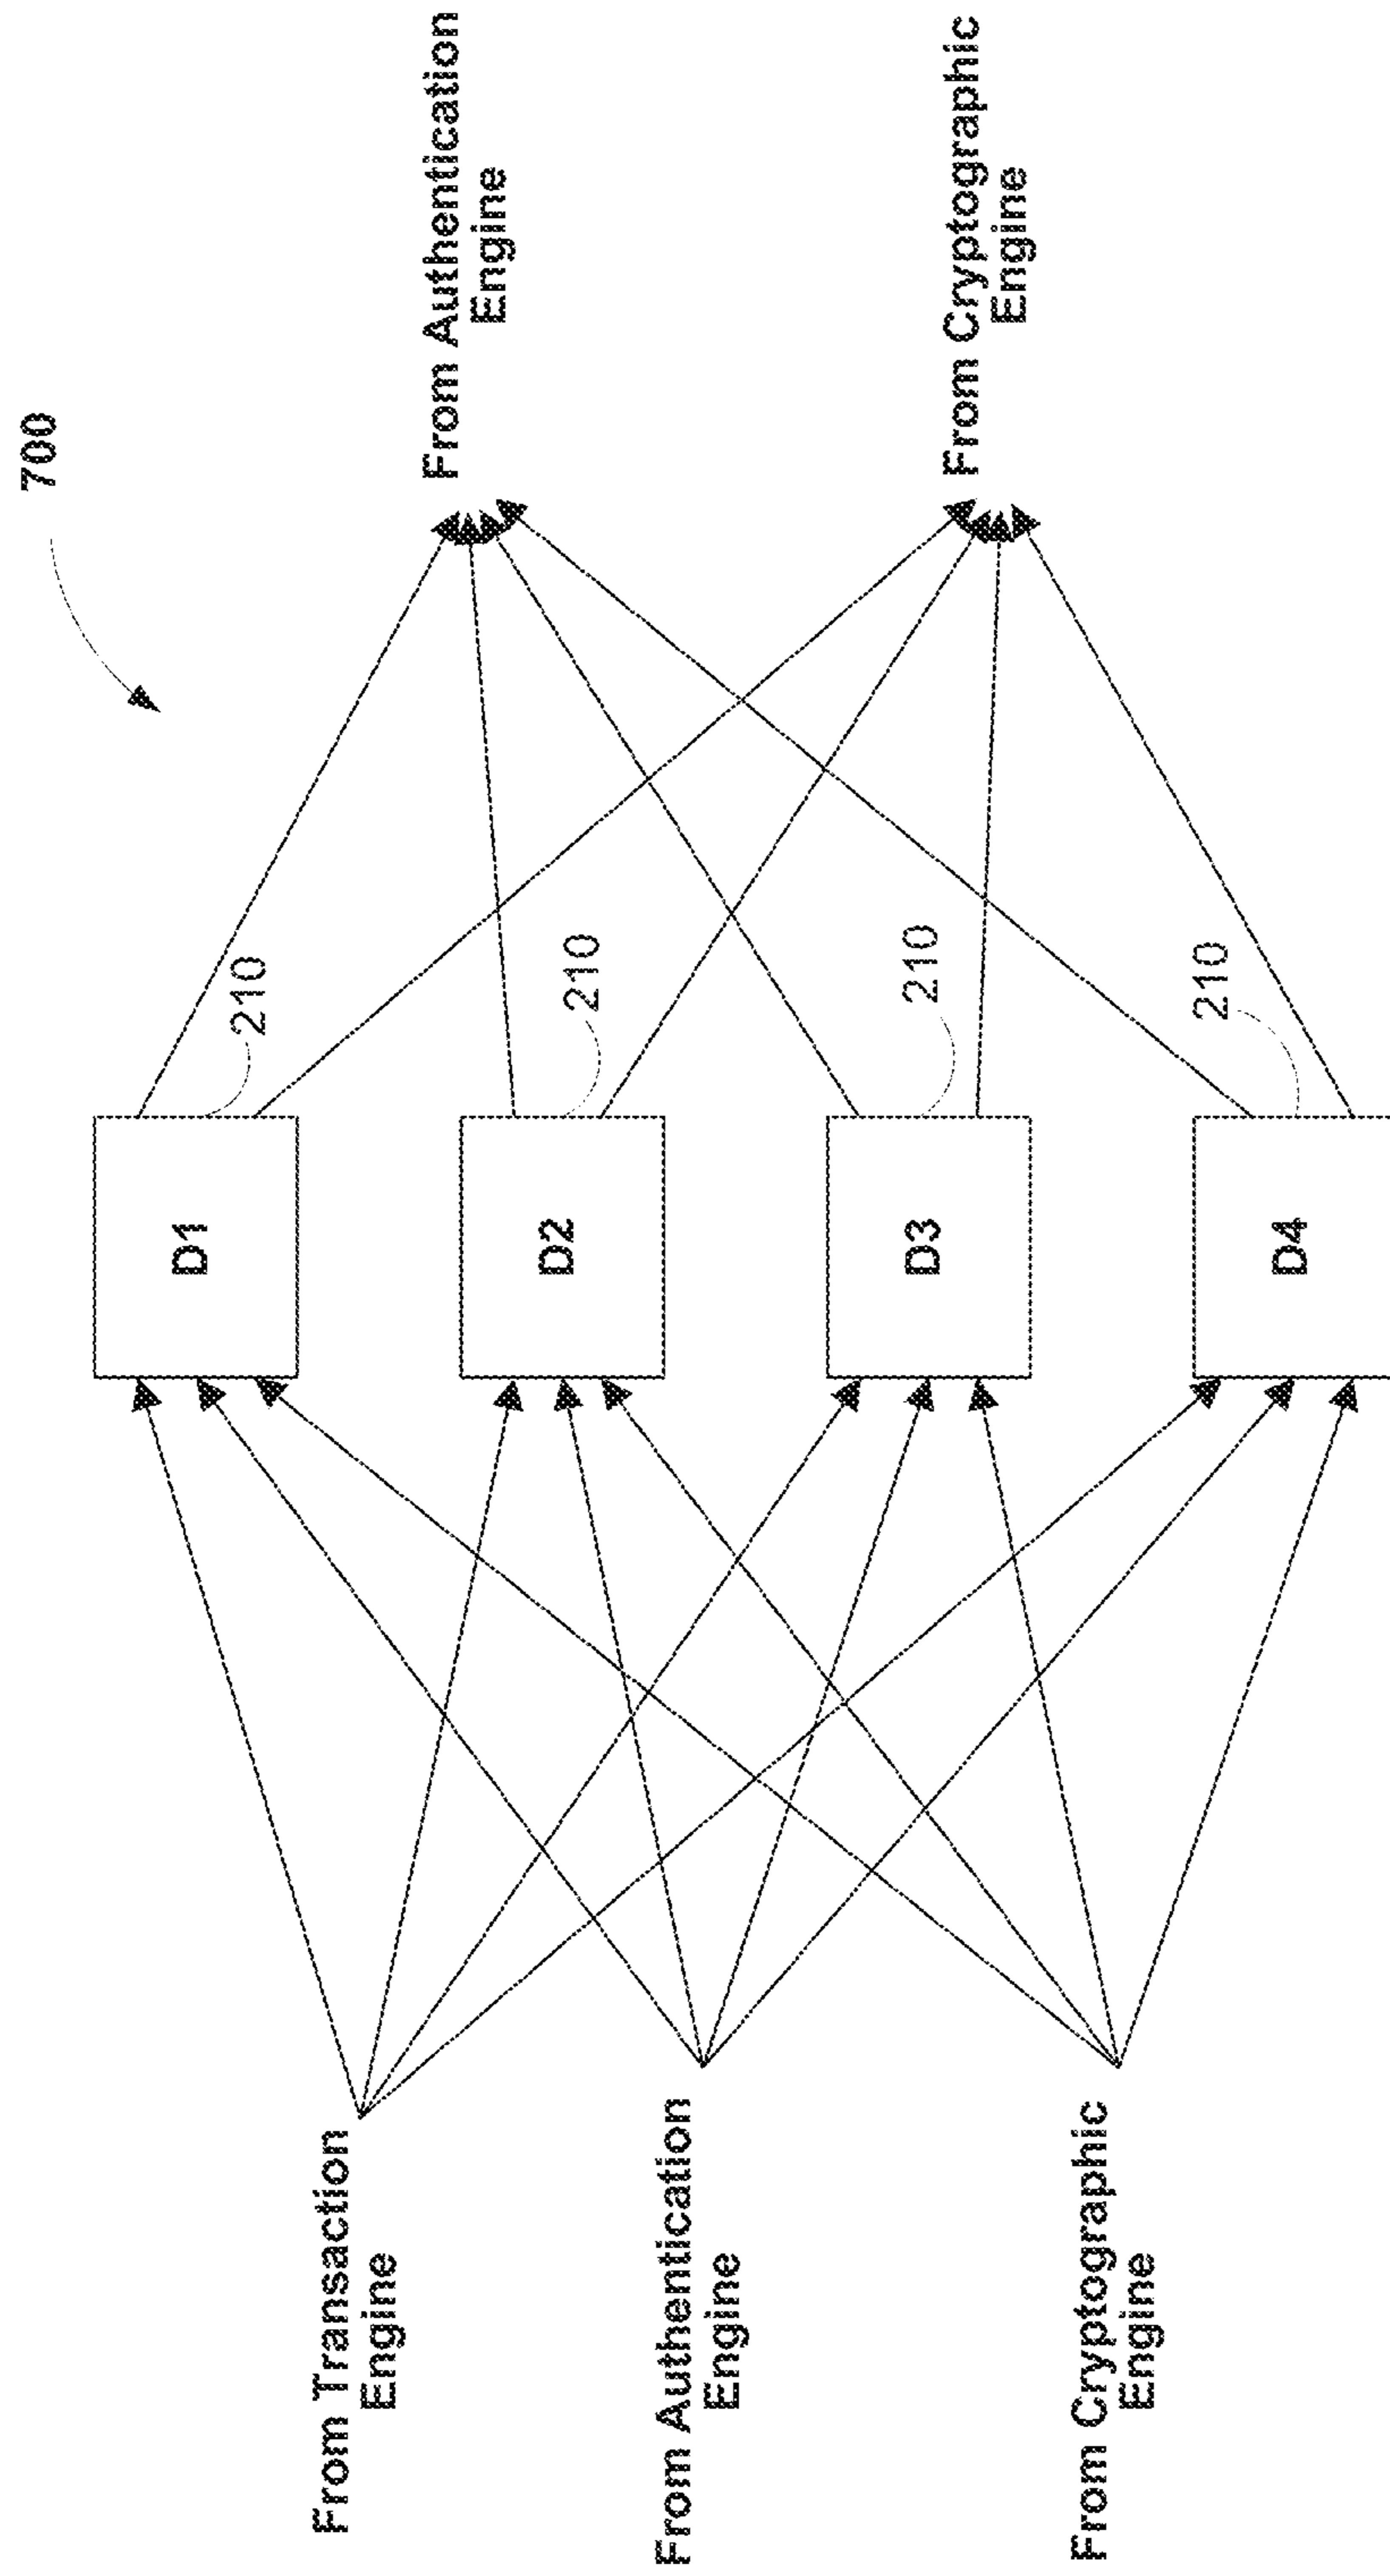 700
From Transaction
Engine
From Authentication
Engine
From Cryptographic
Engine
D1
210
D2
210
D3
210
D4
210
From Authentication
Engine
From Cryptographic
Engine